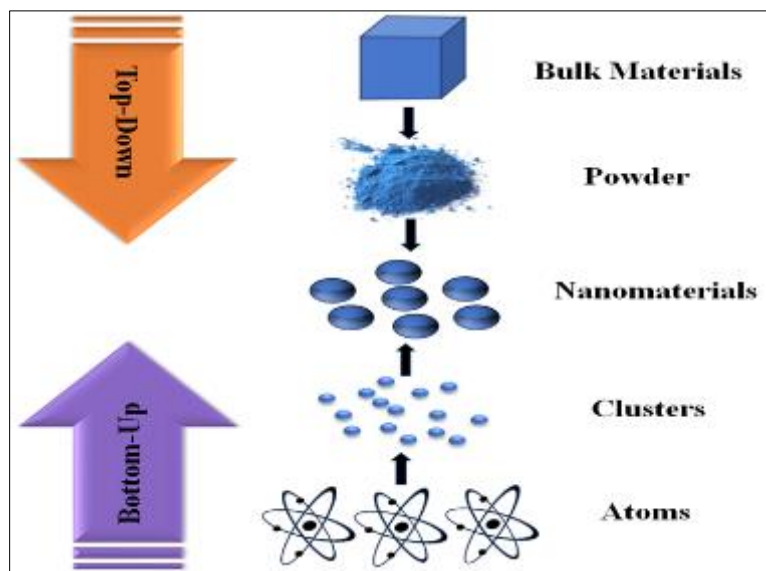 Top-Down
Bulk Materials
Powder
Nanomaterials
Bottom-Up
Clusters
Atoms